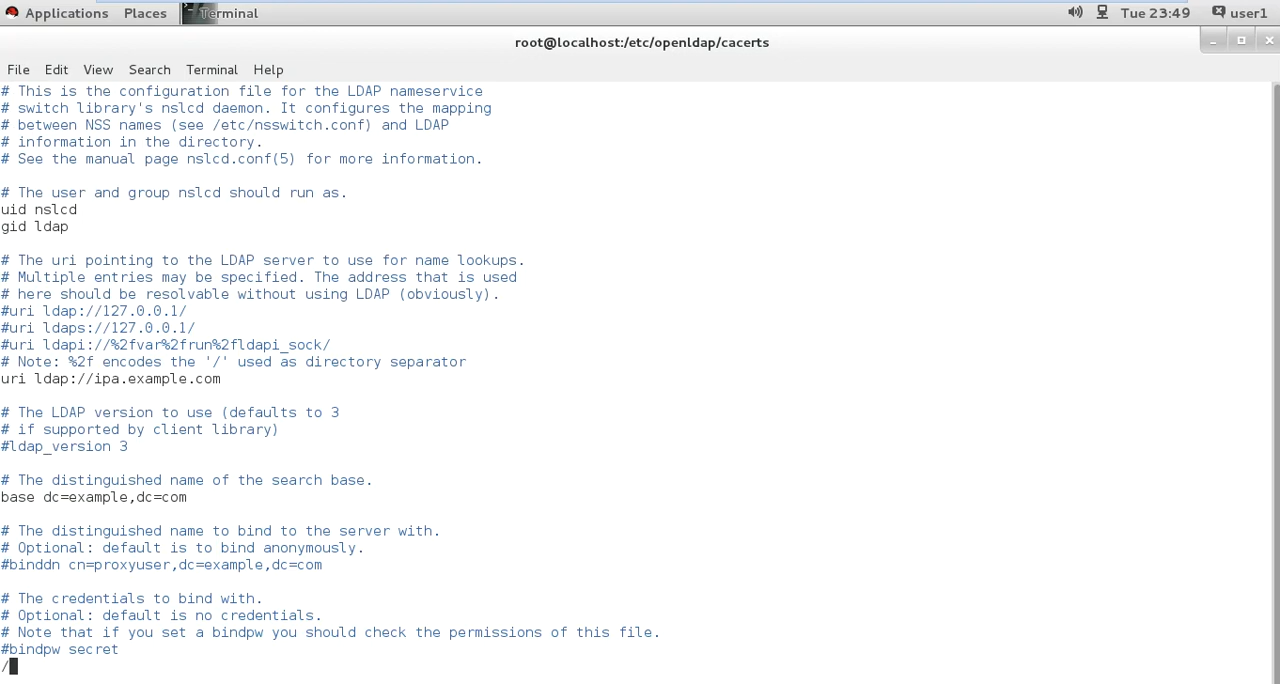 Applications Places Terminal Tue 23:49 user1
root@localhost:/etc/openldap/cacerts
File Edit View Search Terminal Help
# This is the configuration file for the LDAP nameservice
# switch library's nslcd daemon. It configures the mapping
# between NSS names (see /etc/nsswitch.conf) and LDAP
# information in the directory.
# See the manual page nslcd.conf(5) for more information.
# The user and group nslcd should run as.
uid nslcd
gid ldap
# The uri pointing to the LDAP server to use for name lookups.
# Multiple entries may be specified. The address that is used
# here should be resolvable without using LDAP (obviously).
#uri ldap://127.0.0.1/
#uri ldaps://127.0.0.1/
#uri ldapi://%2fvar%2frun%2fldapi_sock/
# Note: %2f encodes the '/' used as directory separator
uri ldap://ipa.example.com
# The LDAP version to use (defaults to 3
# if supported by client library)
#ldap_version 3
# The distinguished name of the search base.
base dc=example,dc=com
# The distinguished name to bind to the server with.
# Optional: default is to bind anonymously.
#binddn cn=proxyuser,dc=example,dc=com
# The credentials to bind with.
# Optional: default is no credentials.
# Note that if you set a bindpw you should check the permissions of this file.
#bindpw secret
/